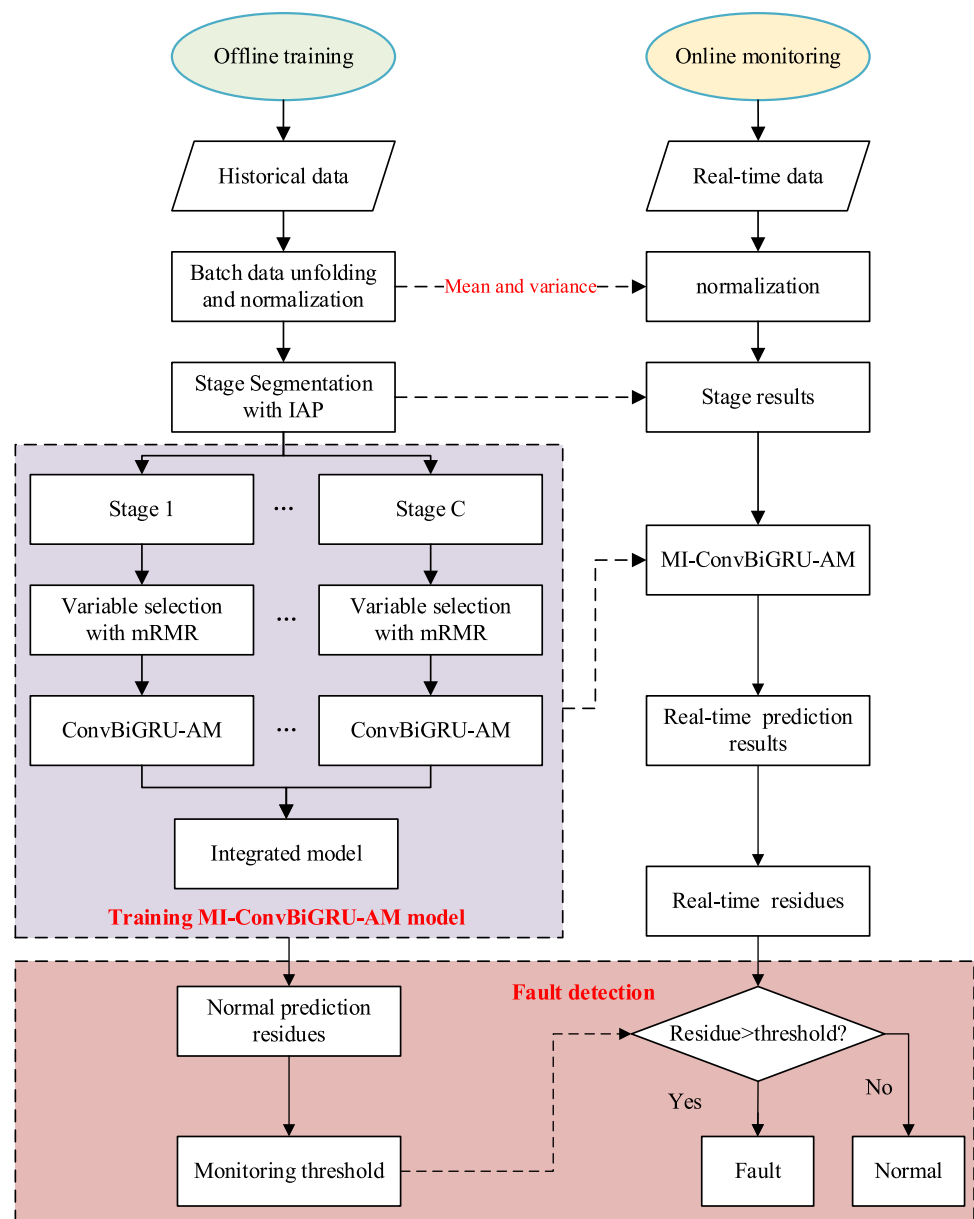 Offline training
Online monitoring
Historical data
Real-time data
Batch data unfolding
and normalization
Mean and variance
normalization
Stage Segmentation
with IAP
Stage results
Stage 1
...
Stage C
MI-ConvBiGRU-AM
Variable selection
with mRMR
...
Variable selection
with mRMR
ConvBiGRU-AM
...
ConvBiGRU-AM
Real-time prediction
results
Integrated model
Real-time residues
Training MI-ConvBiGRU-AM model
Fault detection
Normal prediction
residues
Residue>threshold?
Yes
No
Monitoring threshold
Fault
Normal